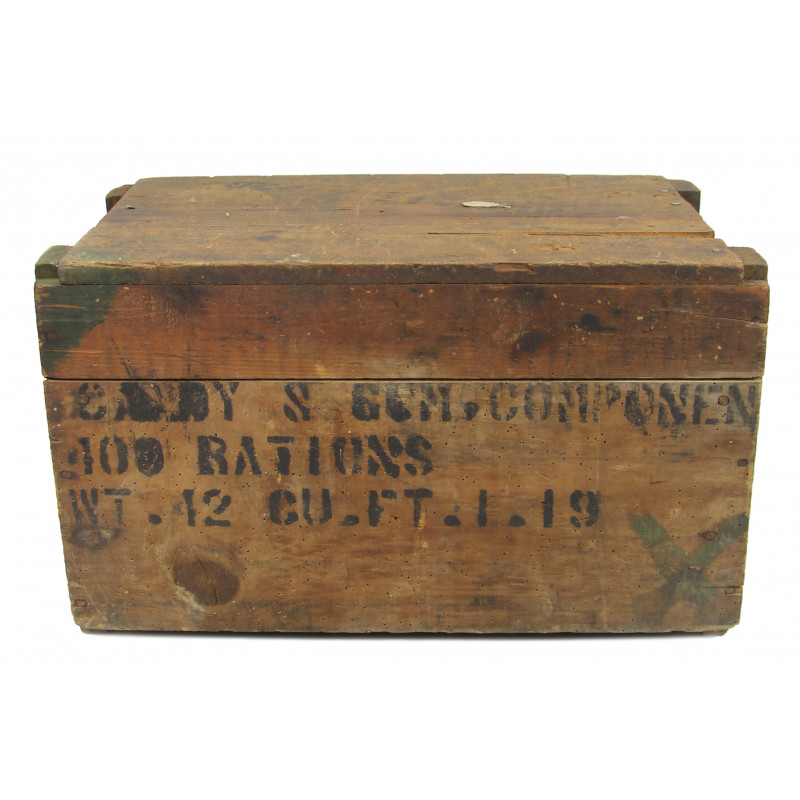 CANDY & GUM, COMPONEN
400 RATIONS
WT. 42 CU. FT. 1.19